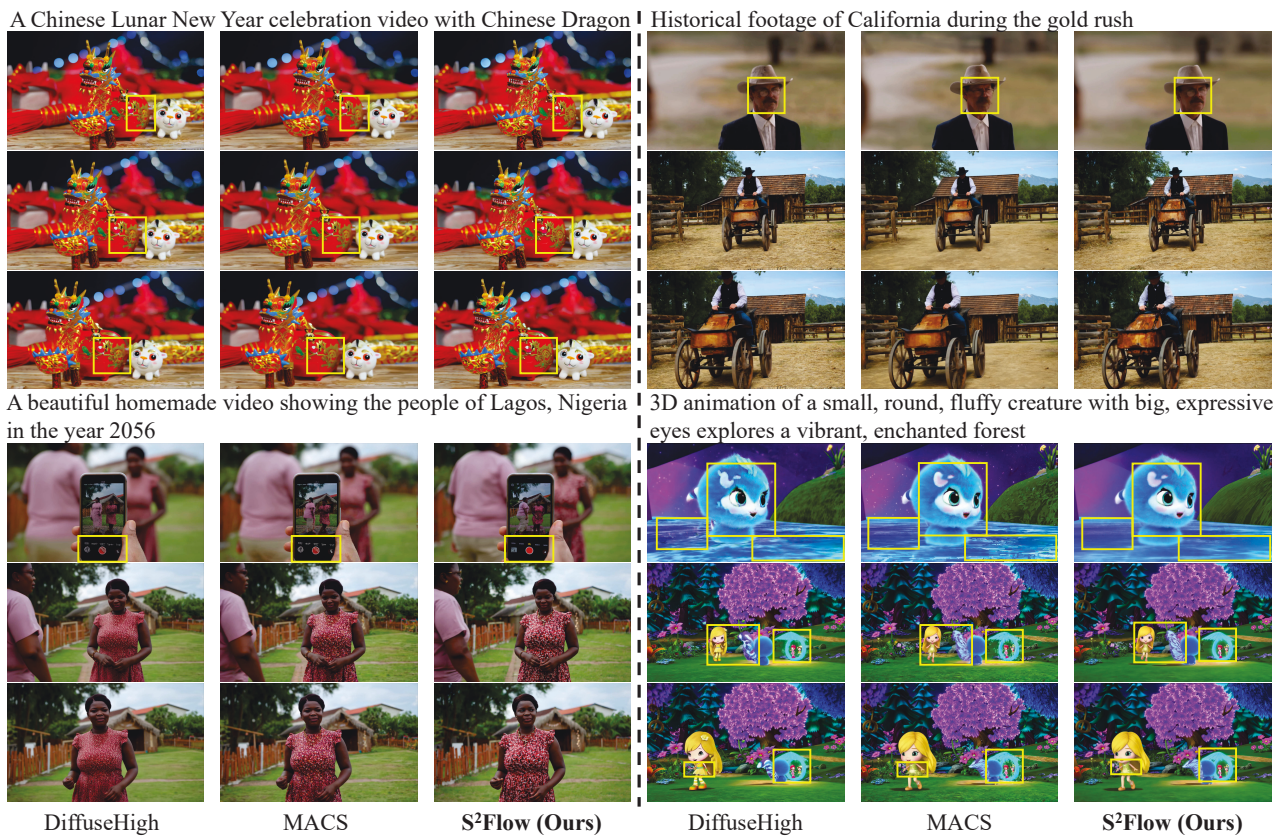 A Chinese Lunar New Year celebration video with Chinese Dragon
Historical footage of California during the gold rush
A beautiful homemade video showing the people of Lagos, Nigeria
in the year 2056
3D animation of a small, round, fluffy creature with big, expressive
eyes explores a vibrant, enchanted forest
DiffuseHigh
MACS
S²Flow (Ours)
DiffuseHigh
MACS
S²Flow (Ours)